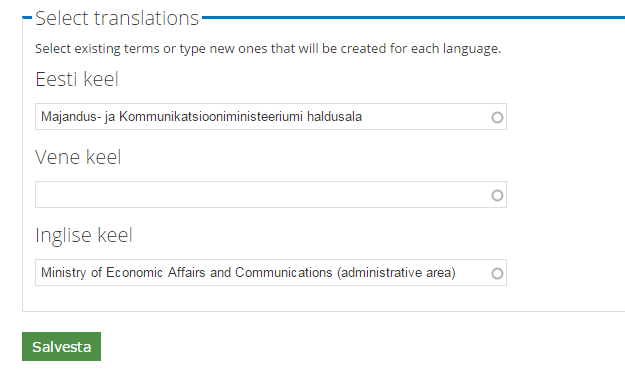 Select translations
Select existing terms or type new ones that will be created for each language.
Eesti keel
Majandus- ja Kommunikatsiooniministeeriumi haldusala
Vene keel
Inglise keel
Ministry of Economic Affairs and Communications (administrative area)
Salvesta